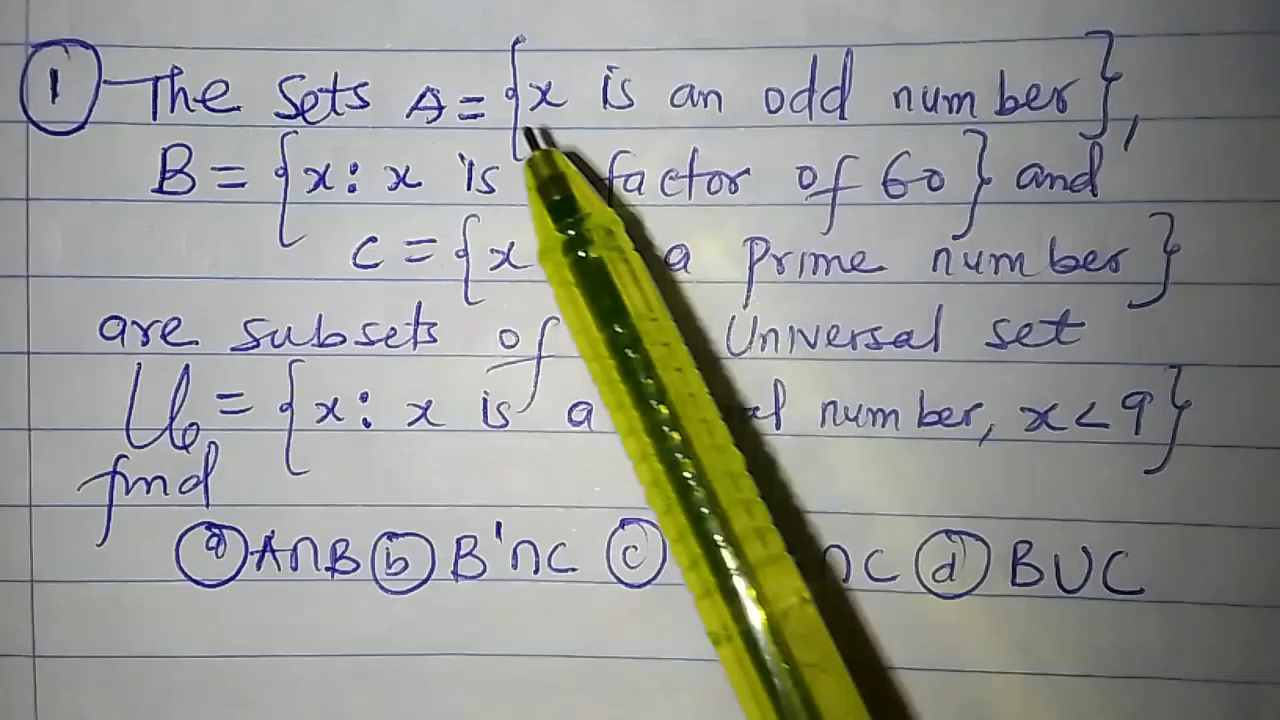 ① The sets A = {x is an odd number},
B = {x : x is factor of 60} and
C = {x a prime number}
are subsets of Universal set
U = {x : x is a number, x < 9}
find
ⓐ A∩B ⓑ B'∩C ⓒ ∩C ⓓ B∪C